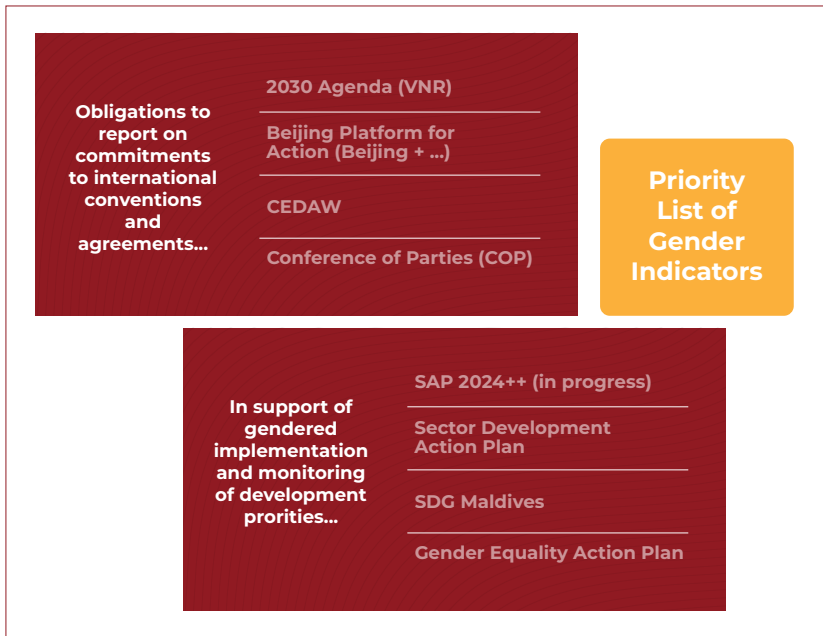 Obligations to
report on
commitments
to international
conventions
and
agreements...
2030 Agenda (VNR)
Beijing Platform for
Action (Beijing + ...)
CEDAW
Conference of Parties (COP)
Priority
List of
Gender
Indicators
In support of
gendered
implementation
and monitoring
of development
prorities...
SAP 2024++ (in progress)
Sector Development
Action Plan
SDG Maldives
Gender Equality Action Plan